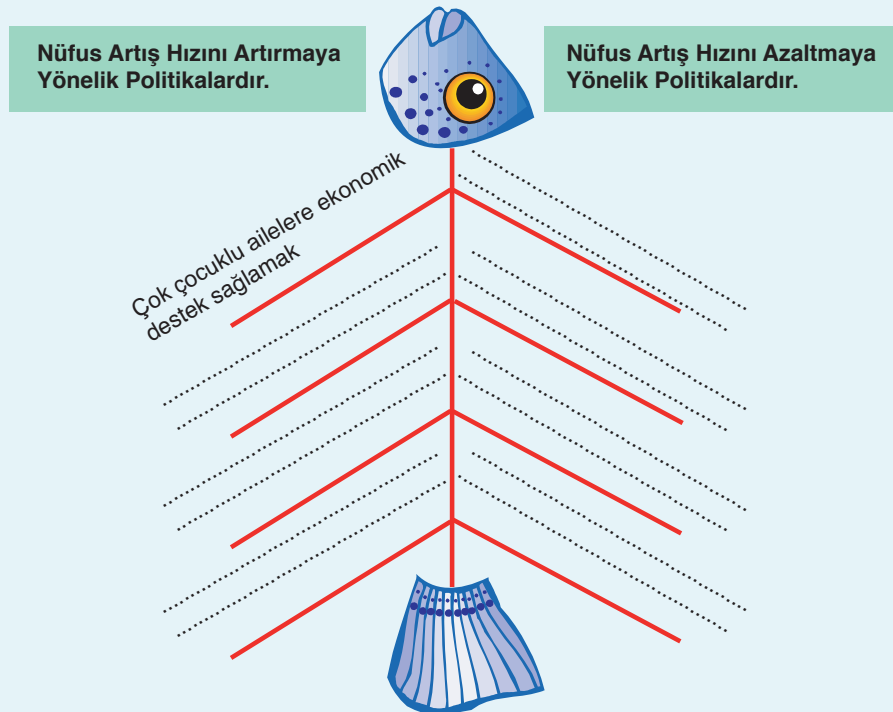 Nüfus Artış Hızını Artırmaya
Yönelik Politikalardır.
Nüfus Artış Hızını Azaltmaya
Yönelik Politikalardır.
Çok çocuklu ailelere ekonomik
destek sağlamak